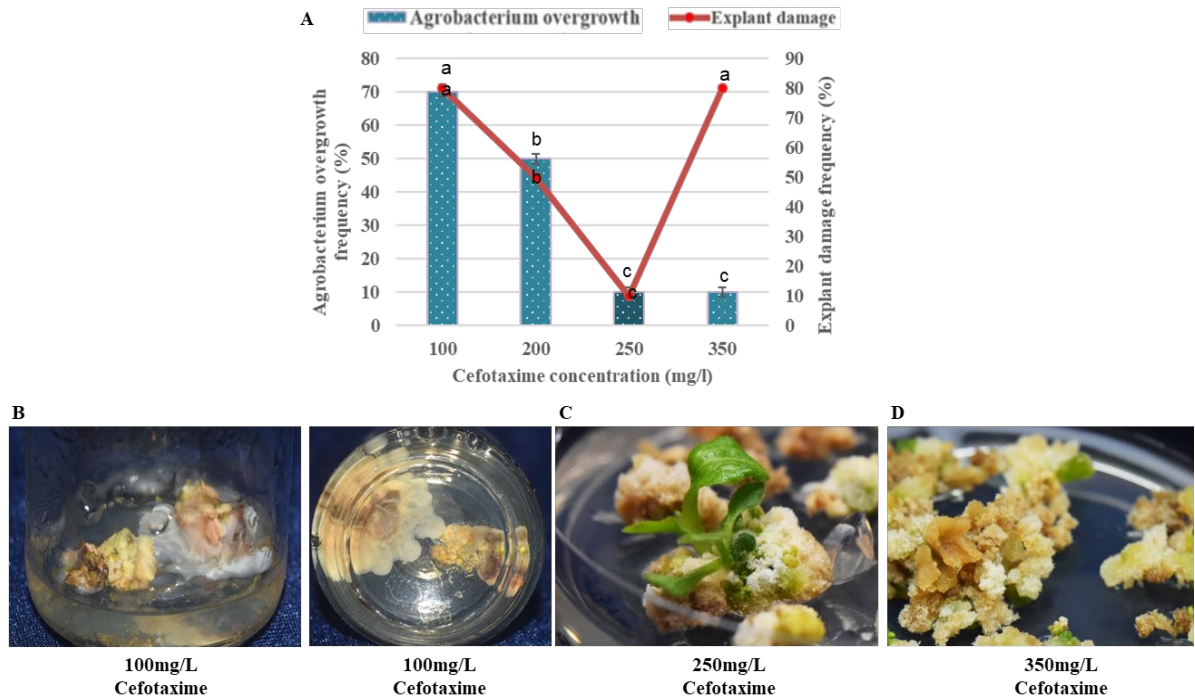 A
Agrobacterium overgrowth
Explant damage
Agrobacterium overgrowth
frequency (%)
80
70
60
50
40
30
20
10
0
a
a
b
b
c
c
a
c
90
80
70
60
50
40
30
20
10
0
Explant damage frequency (%)
100 200 250 350
Cefotaxime concentration (mg/l)
B
C
D
100mg/L
Cefotaxime
100mg/L
Cefotaxime
250mg/L
Cefotaxime
350mg/L
Cefotaxime